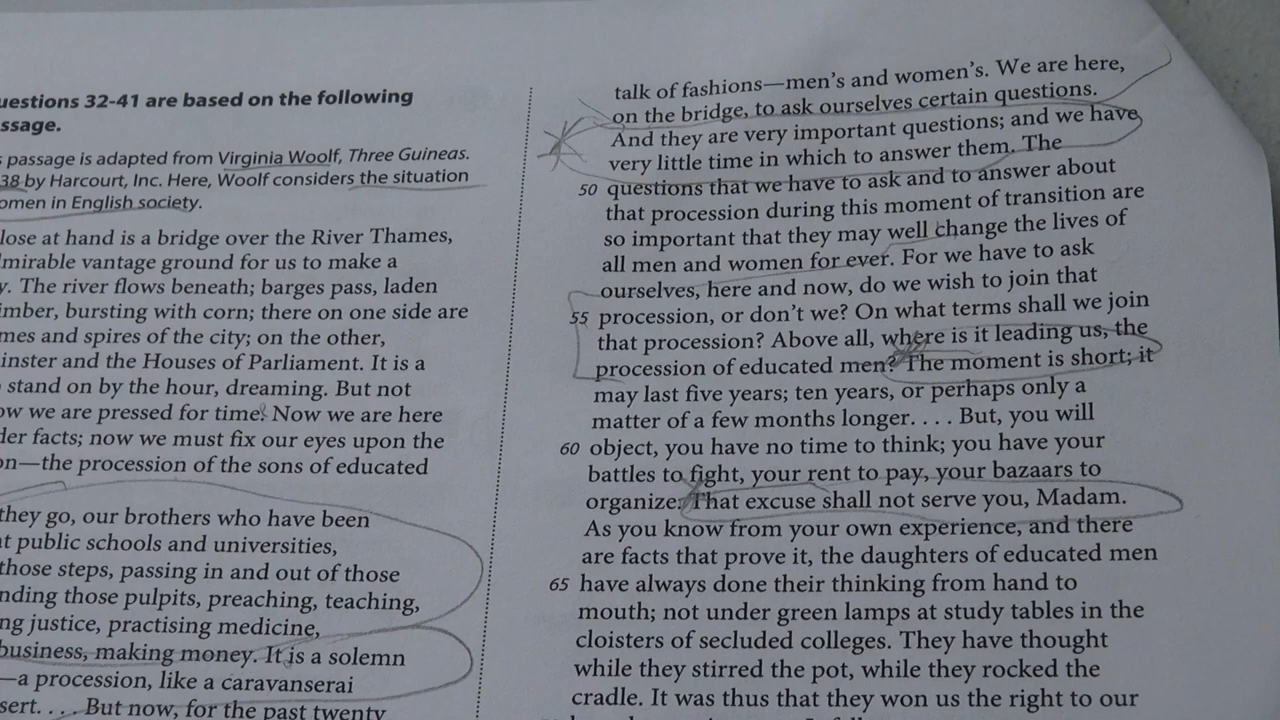 uestions 32-41 are based on the following
ssage.
passage is adapted from Virginia Woolf, Three Guineas.
38 by Harcourt, Inc. Here, Woolf considers the situation
omen in English society.
lose at hand is a bridge over the River Thames,
dmirable vantage ground for us to make a
y. The river flows beneath; barges pass, laden
imber, bursting with corn; there on one side are
mes and spires of the city; on the other,
inster and the Houses of Parliament. It is a
stand on by the hour, dreaming. But not
ow we are pressed for time. Now we are here
der facts; now we must fix our eyes upon the
on—the procession of the sons of educated
they go, our brothers who have been
at public schools and universities,
those steps, passing in and out of those
nding those pulpits, preaching, teaching,
ng justice, practising medicine,
business, making money. It is a solemn
—a procession, like a caravanserai
sert. . . . But now, for the past twenty
talk of fashions—men's and women's. We are here,
on the bridge, to ask ourselves certain questions.
And they are very important questions; and we have
very little time in which to answer them. The
50 questions that we have to ask and to answer about
that procession during this moment of transition are
so important that they may well change the lives of
all men and women for ever. For we have to ask
ourselves, here and now, do we wish to join that
55 procession, or don't we? On what terms shall we join
that procession? Above all, where is it leading us, the
procession of educated men? The moment is short; it
may last five years; ten years, or perhaps only a
matter of a few months longer. . . . But, you will
60 object, you have no time to think; you have your
battles to fight, your rent to pay, your bazaars to
organize. That excuse shall not serve you, Madam.
As you know from your own experience, and there
are facts that prove it, the daughters of educated men
65 have always done their thinking from hand to
mouth; not under green lamps at study tables in the
cloisters of secluded colleges. They have thought
while they stirred the pot, while they rocked the
cradle. It was thus that they won us the right to our